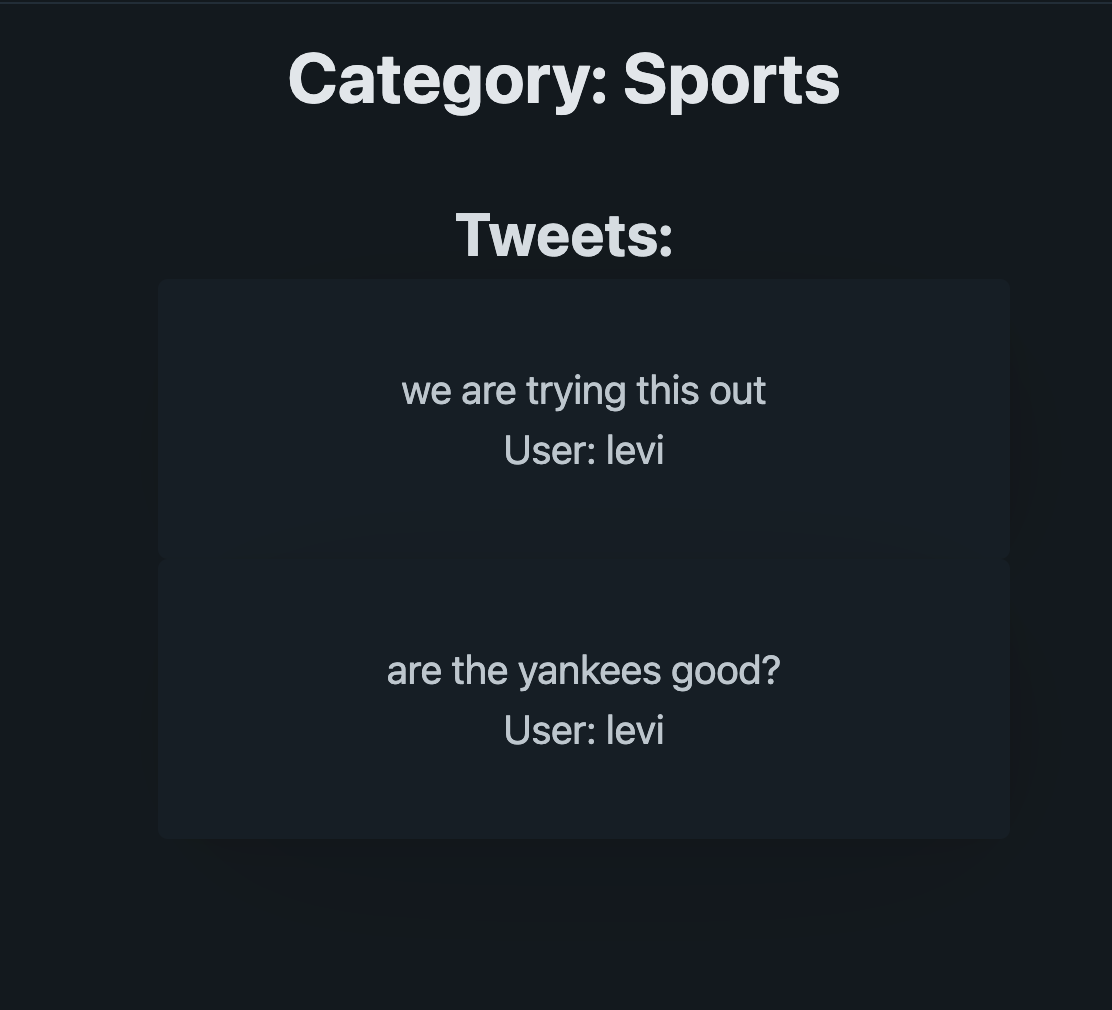 Category: Sports
Tweets:
we are trying this out
User: levi
are the yankees good?
User: levi